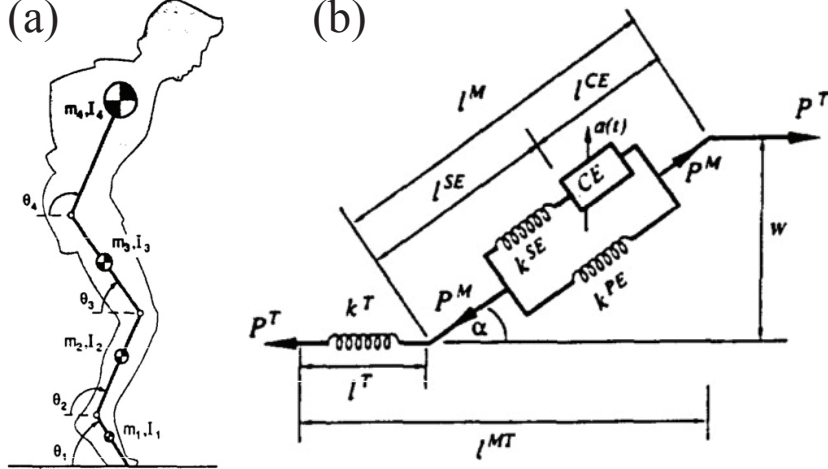 (a)
m₄,I₄
θ₄
m₃,I₃
θ₃
m₂,I₂
θ₂
m₁,I₁
θ₁
(b)
l^M
l^CE
l^SE
a(t)
P^T
CE
P^M
k^SE
k^PE
w
P^M
α
k^T
P^T
l^T
l^MT